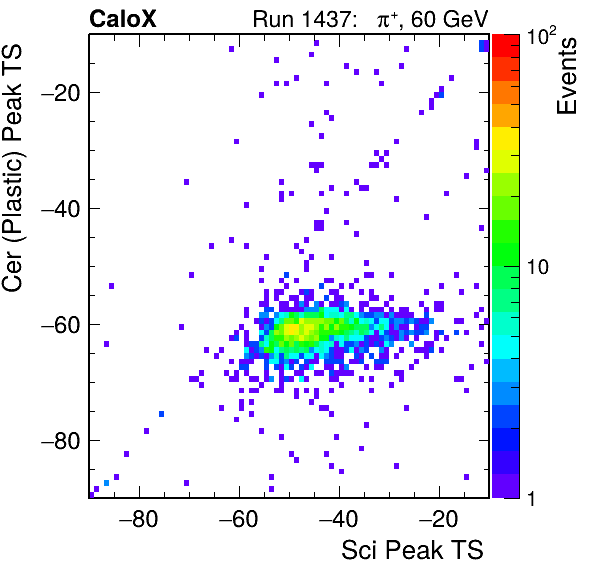 CaloX Run 1437: π⁺, 60 GeV
Cer (Plastic) Peak TS
−20
−40
−60
−80
−80 −60 −40 −20
Sci Peak TS
10²
10
1
Events